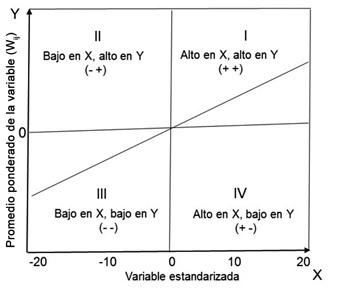 Y
Promedio ponderado de la variable (Wij)
II
Bajo en X, alto en Y
(- +)
I
Alto en X, alto en Y
(+ +)
0
III
Bajo en X, bajo en Y
(- -)
IV
Alto en X, bajo en Y
(+ -)
-20 -10 0 10 20
Variable estandarizada X